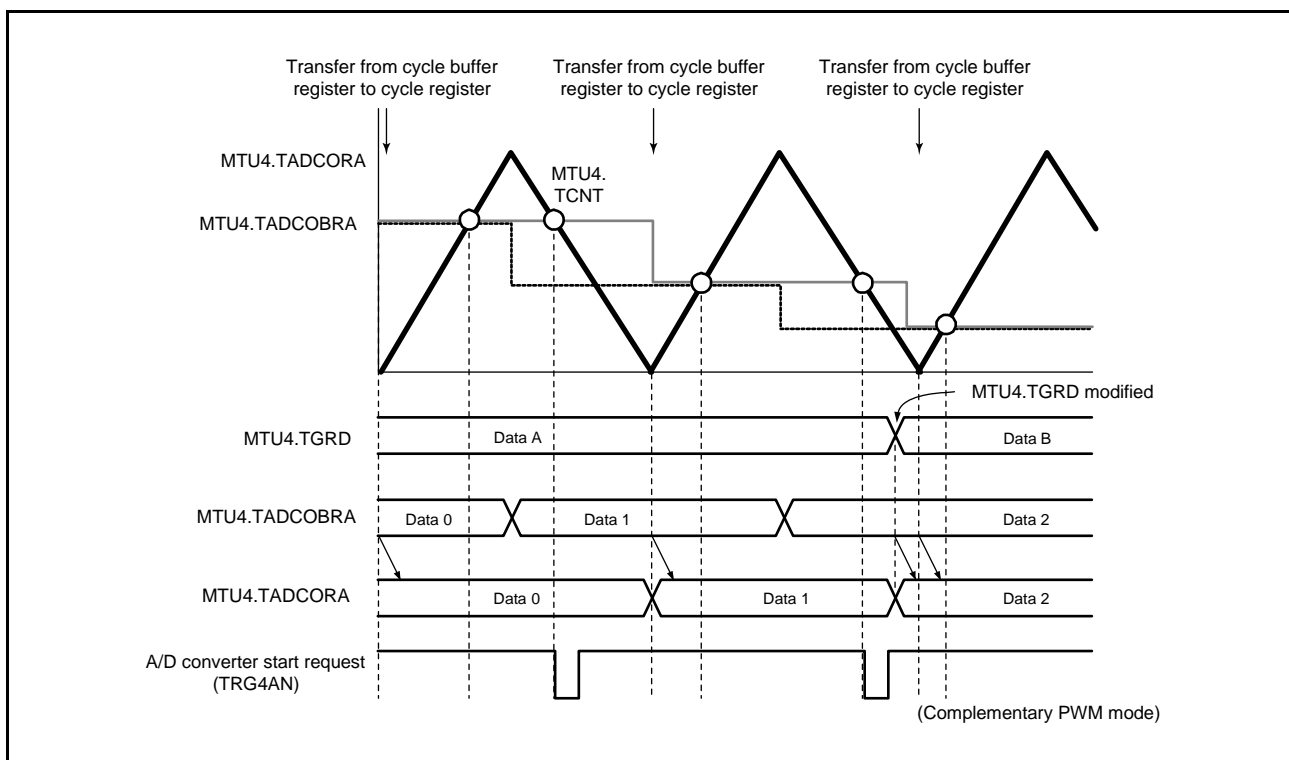 Transfer from cycle buffer
register to cycle register
Transfer from cycle buffer
register to cycle register
Transfer from cycle buffer
register to cycle register
MTU4.TADCORA
MTU4.
TCNT
MTU4.TADCOBRA
MTU4.TGRD modified
MTU4.TGRD
Data A
Data B
MTU4.TADCOBRA
Data 0
Data 1
Data 2
MTU4.TADCORA
Data 0
Data 1
Data 2
A/D converter start request
(TRG4AN)
(Complementary PWM mode)